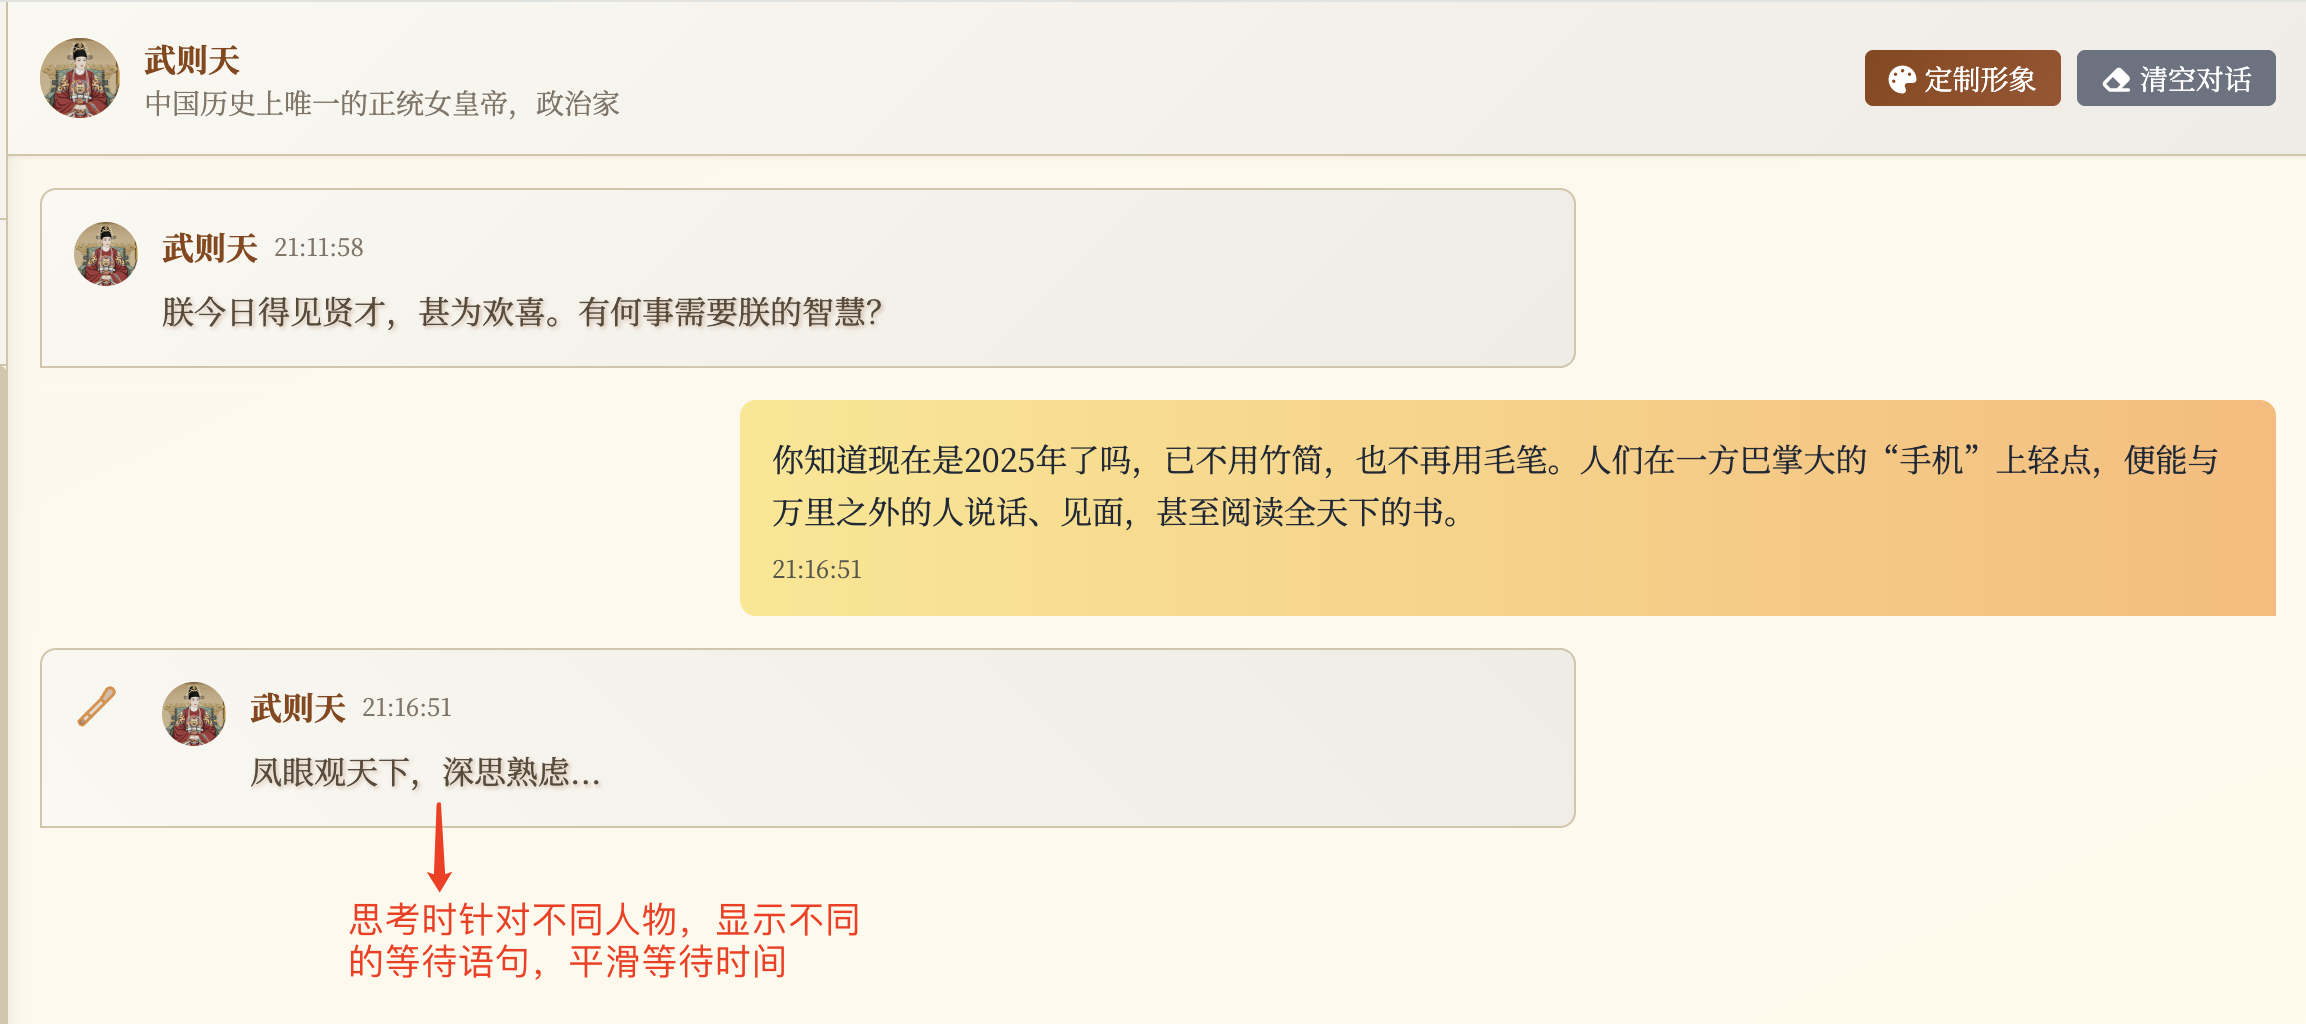 武则天
中国历史上唯一的正统女皇帝，政治家
定制形象
清空对话
武则天 21:11:58
朕今日得见贤才，甚为欢喜。有何事需要朕的智慧？
你知道现在是2025年了吗，已不用竹简，也不再用毛笔。人们在一方巴掌大的“手机”上轻点，便能与
万里之外的人说话、见面，甚至阅读全天下的书。
21:16:51
武则天 21:16:51
凤眼观天下，深思熟虑...
思考时针对不同人物，显示不同
的等待语句，平滑等待时间